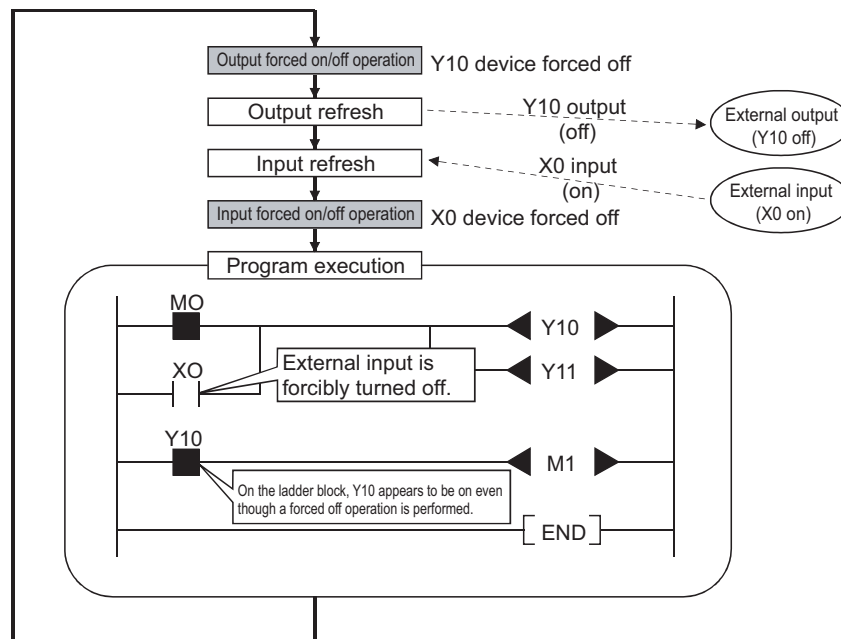 Output forced on/off operation
Y10 device forced off
Output refresh
Y10 output
(off)
External output
(Y10 off)
Input refresh
X0 input
(on)
External input
(X0 on)
Input forced on/off operation
X0 device forced off
Program execution
MO
Y10
XO
External input is
forcibly turned off.
Y11
Y10
M1
On the ladder block, Y10 appears to be on even
though a forced off operation is performed.
END